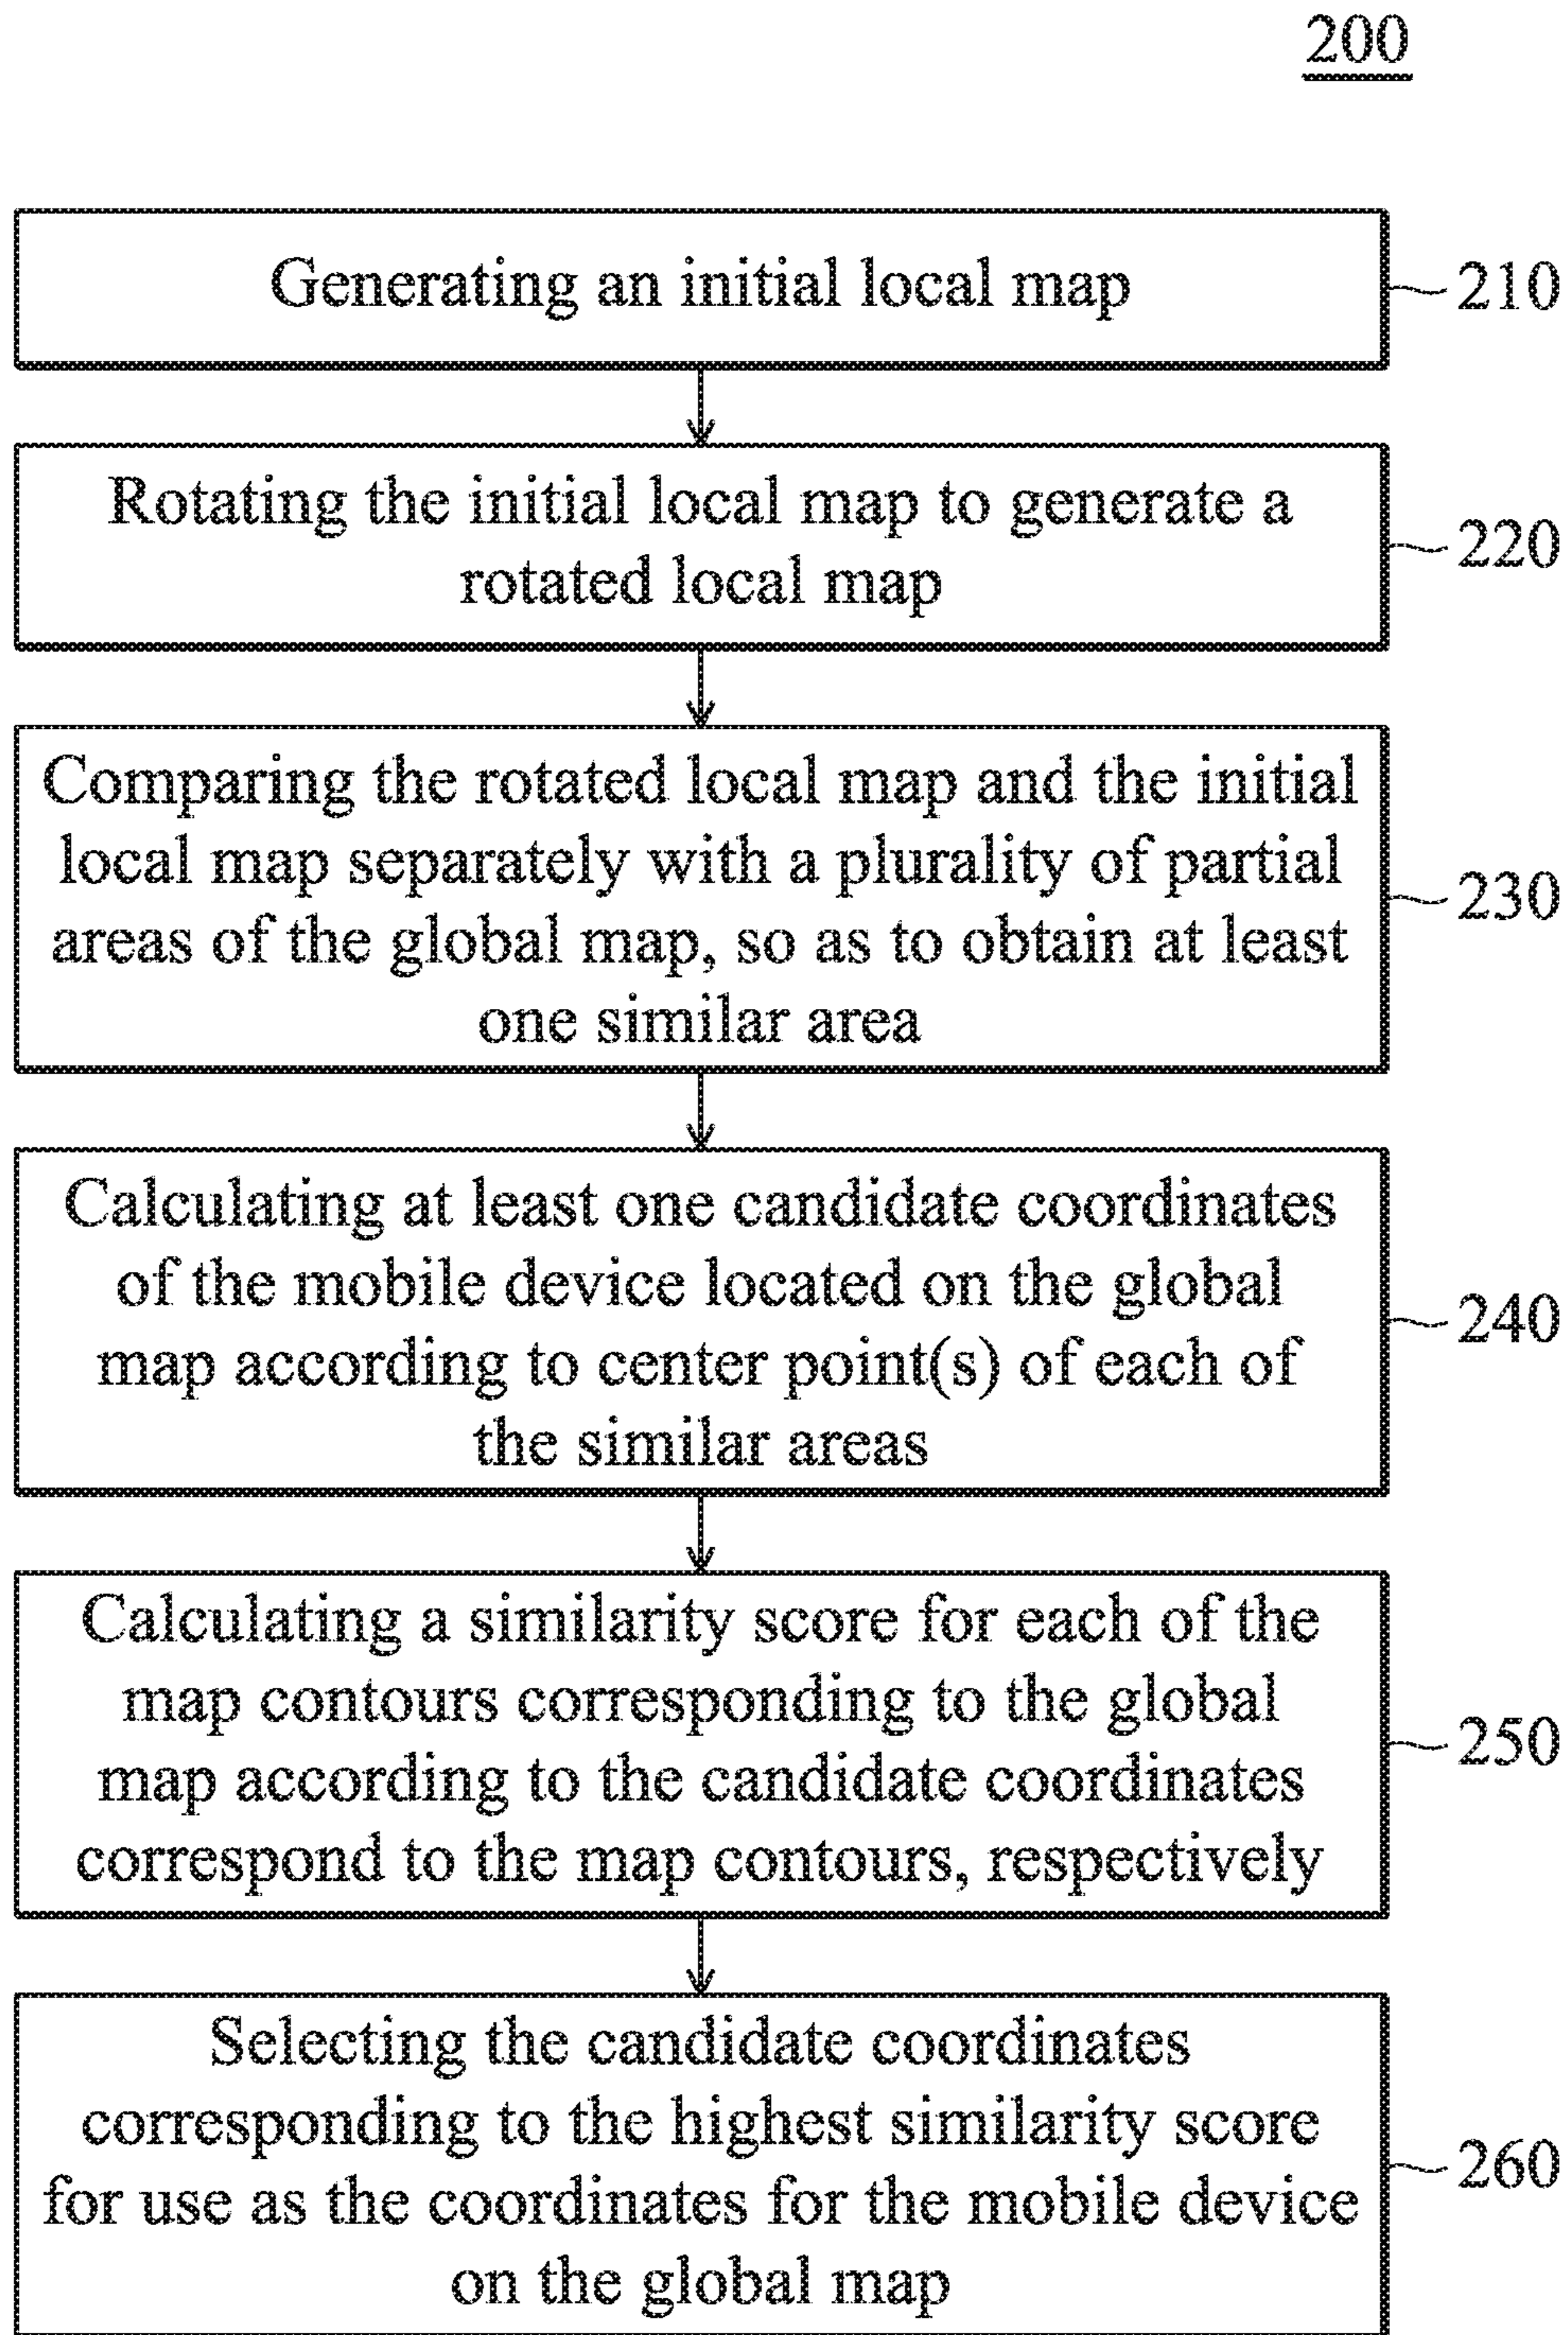 200
Generating an initial local map
210
Rotating the initial local map to generate a
rotated local map
220
Comparing the rotated local map and the initial
local map separately with a plurality of partial
areas of the global map, so as to obtain at least
one similar area
230
Calculating at least one candidate coordinates
of the mobile device located on the global
map according to center point(s) of each of
the similar areas
240
Calculating a similarity score for each of the
map contours corresponding to the global
map according to the candidate coordinates
correspond to the map contours, respectively
250
Selecting the candidate coordinates
corresponding to the highest similarity score
for use as the coordinates for the mobile device
on the global map
260